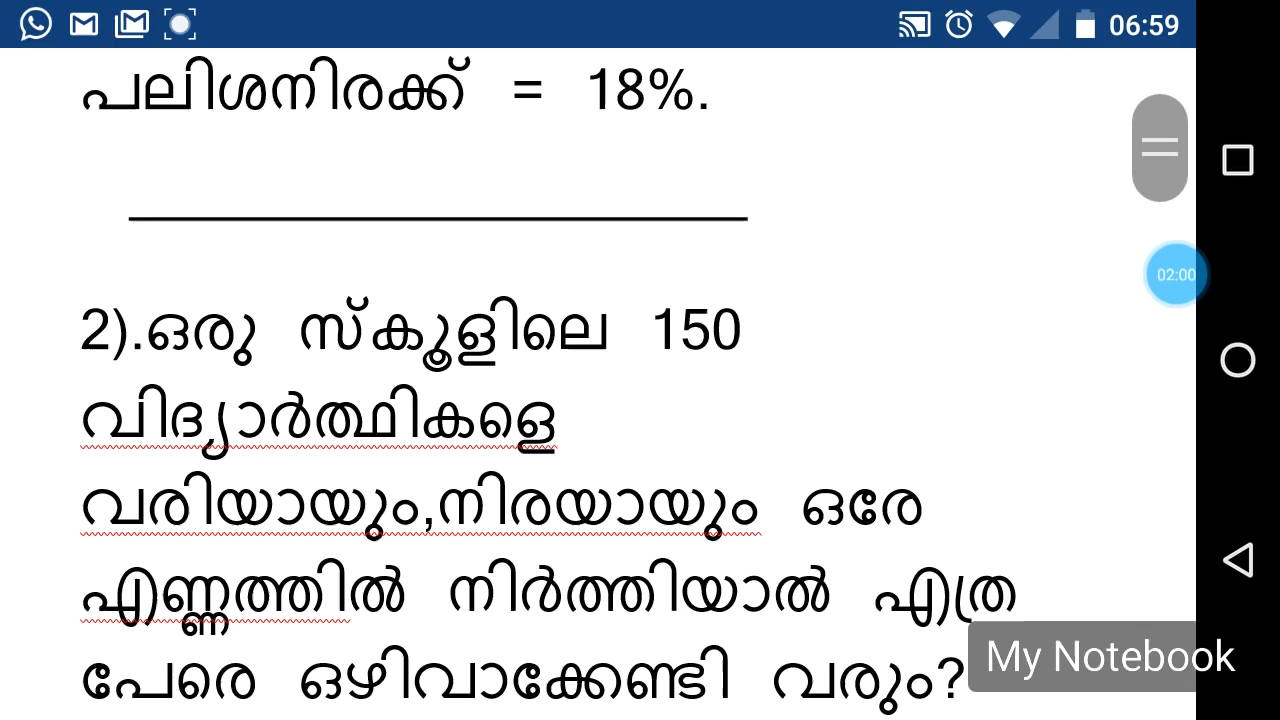 06:59
പലിശനിരക്ക് = 18%.
02:00
2).ഒരു സ്കൂളിലെ 150
വിദ്യാർത്ഥികളെ
വരിയായും,നിരയായും ഒരേ
എണ്ണത്തിൽ നിർത്തിയാൽ എത്ര
പേരെ ഒഴിവാക്കേണ്ടി വരും?
My Notebook